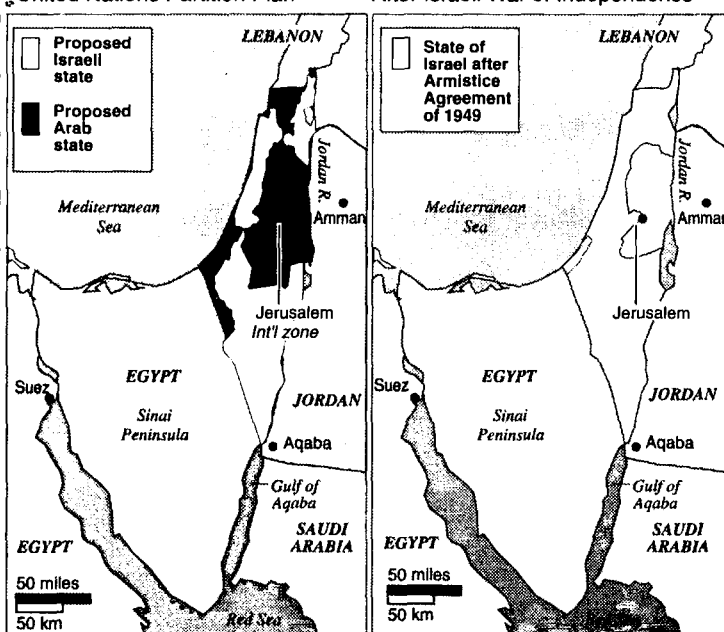 United Nations Partition Plan
Proposed
Israeli
state
Proposed
Arab
state
LEBANON
Jordan R.
Mediterranean
Sea
Amman
Jerusalem
Int'l zone
EGYPT
Suez
Sinai
Peninsula
JORDAN
Aqaba
Gulf of
Aqaba
SAUDI
ARABIA
EGYPT
50 miles
50 km
Red Sea
After Israeli War of Independence
State of
Israel after
Armistice
Agreement
of 1949
LEBANON
Jordan R.
Mediterranean
Sea
Amman
Jerusalem
EGYPT
Suez
Sinai
Peninsula
JORDAN
Aqaba
Gulf of
Aqaba
SAUDI
ARABIA
EGYPT
50 miles
50 km
Red Sea